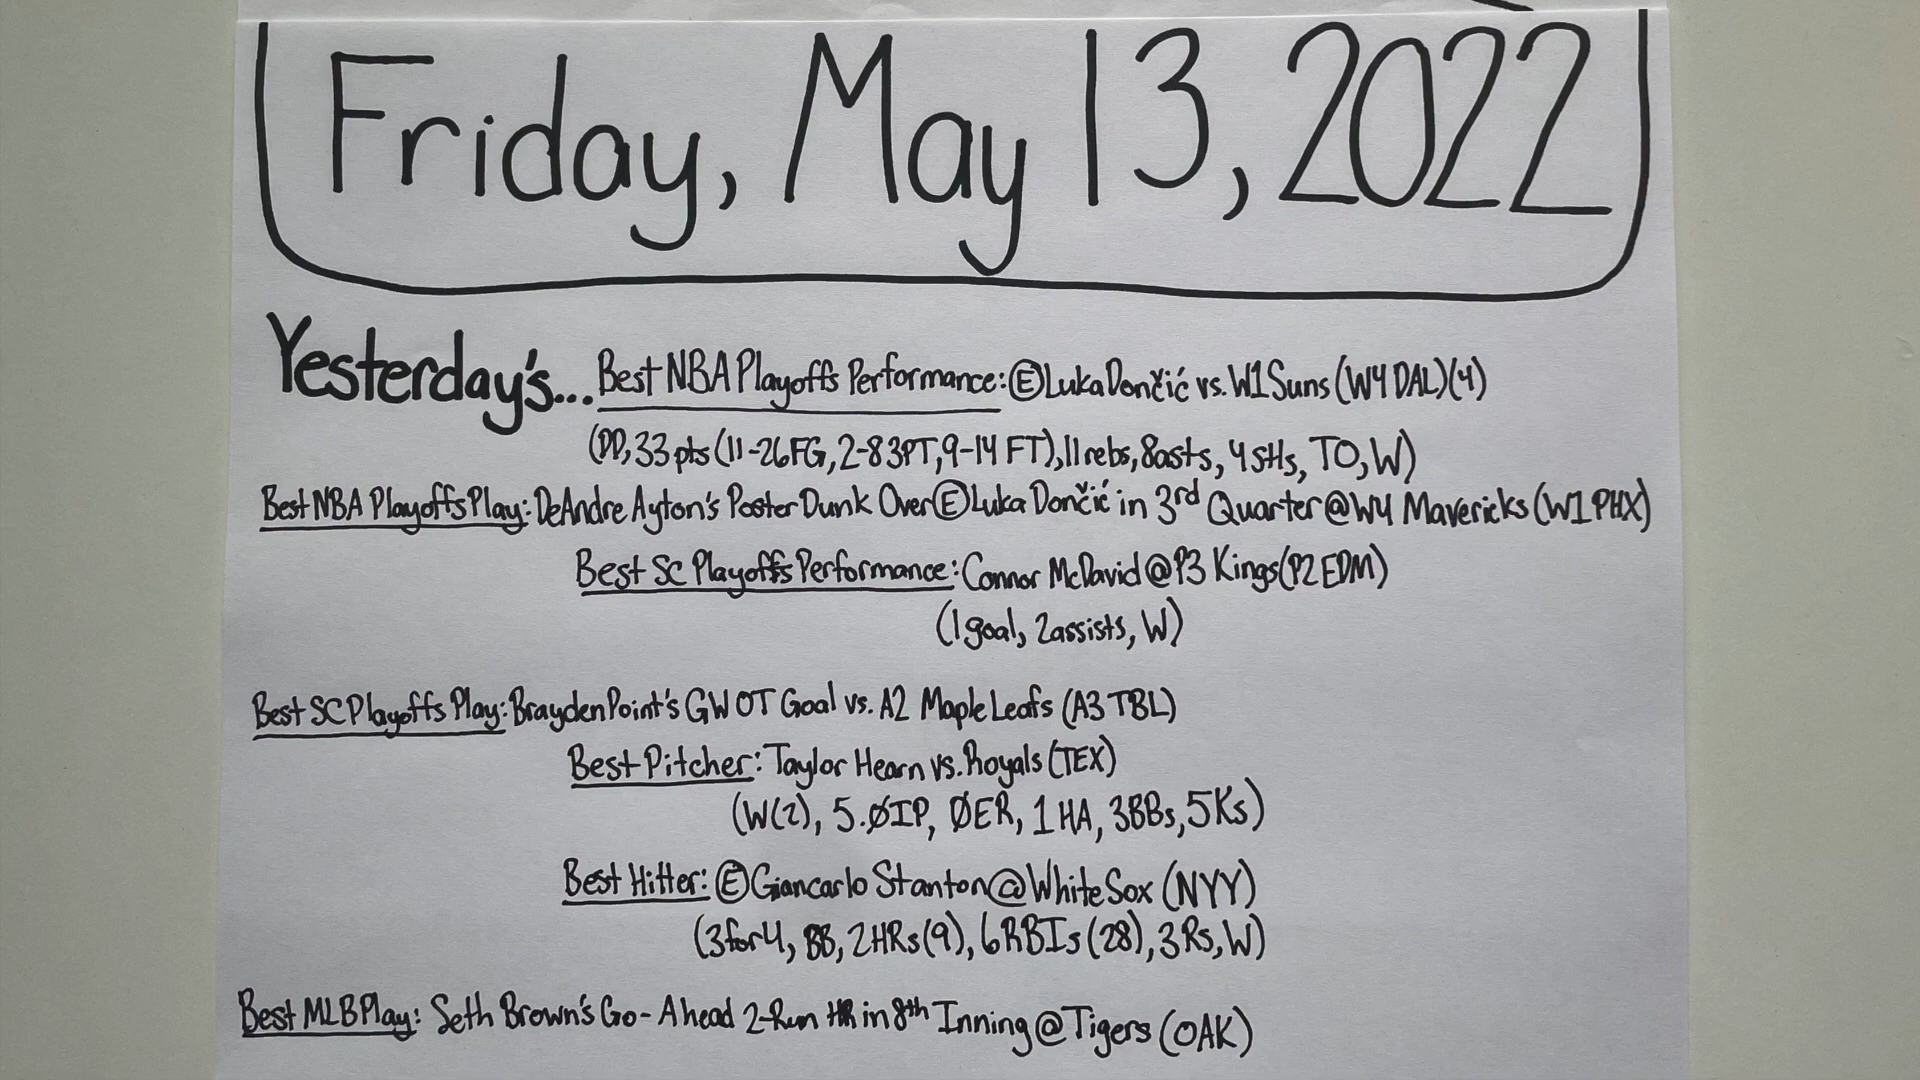 Friday, May 13, 2022
Yesterday's... Best NBA Playoffs Performance: Ⓔ Luka Dončić vs. W1 Suns (W4 DAL)(4)
(DD, 33 pts (11-26 FG, 2-8 3PT, 9-14 FT), 11 rebs, 8 asts, 4 stls, TO, W)
Best NBA Playoffs Play: DeAndre Ayton's Poster Dunk Over Ⓔ Luka Dončić in 3rd Quarter @ W4 Mavericks (W1 PHX)
Best SC Playoffs Performance: Connor McDavid @ P3 Kings (P2 EDM)
(1 goal, 2 assists, W)
Best SC Playoffs Play: Brayden Point's GW OT Goal vs. A2 Maple Leafs (A3 TBL)
Best Pitcher: Taylor Hearn vs. Royals (TEX)
(W(2), 5.0 IP, 0 ER, 1 HA, 3 BBs, 5 Ks)
Best Hitter: Ⓔ Giancarlo Stanton @ White Sox (NYY)
(3 for 4, BB, 2 HRs (9), 6 RBIs (28), 3 Rs, W)
Best MLB Play: Seth Brown's Go-Ahead 2-Run HR in 8th Inning @ Tigers (OAK)